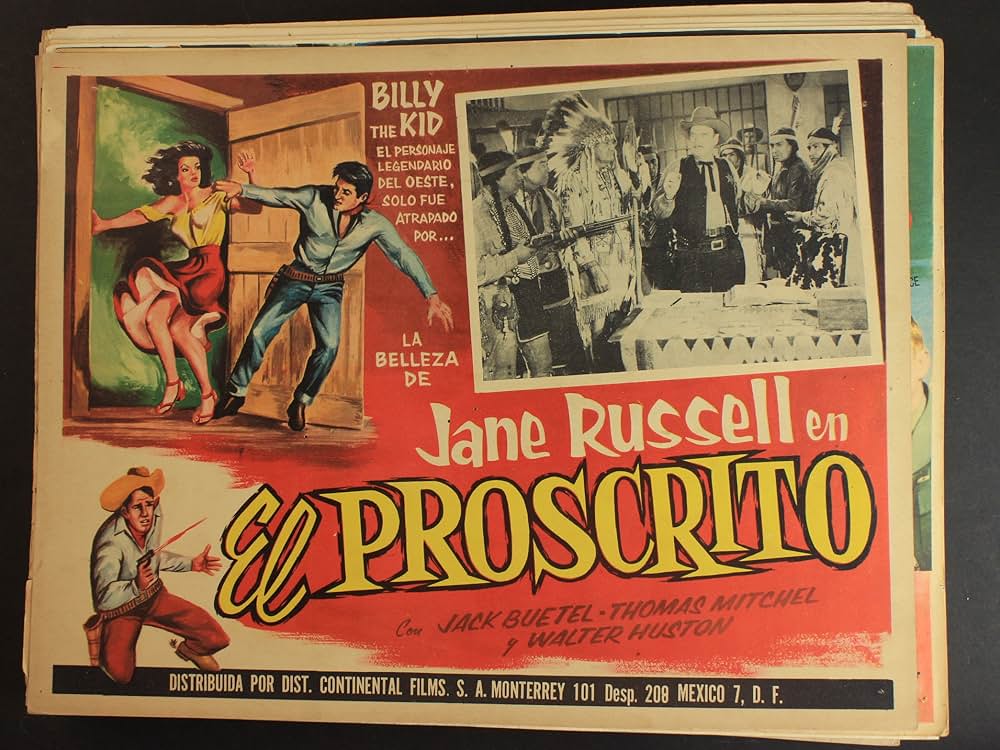 BILLY
THE KID
EL PERSONAJE
LEGENDARIO
DEL OESTE,
SOLO FUE
ATRAPADO
POR...
LA
BELLEZA
DE
Jane Russell en
El PROSCRITO
Con JACK BUETEL - THOMAS MITCHEL
y WALTER HUSTON
DISTRIBUIDA POR DIST. CONTINENTAL FILMS. S. A. MONTERREY 101 Desp. 208 MEXICO 7, D. F.